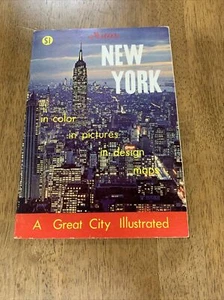 $1
NEW
YORK
in color
in pictures
in design
maps
A Great City Illustrated